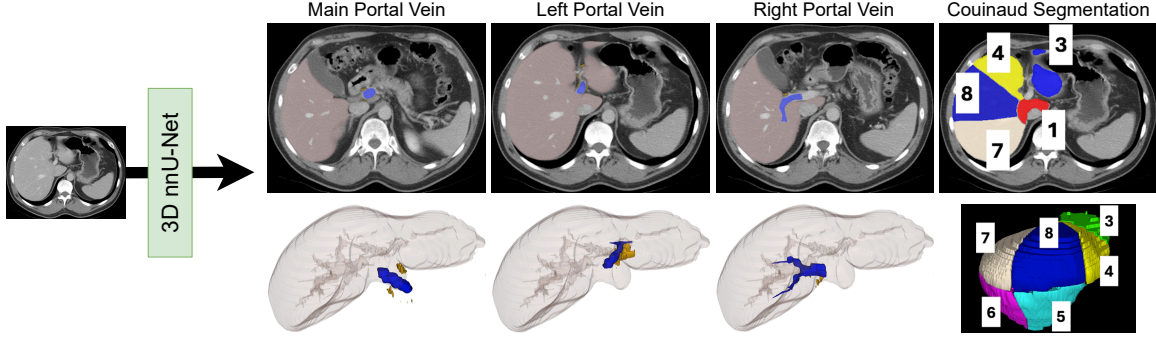 Main Portal Vein
Left Portal Vein
Right Portal Vein
Couinaud Segmentation
3D nnU-Net
4
3
8
7
1
3
7
8
4
6
5